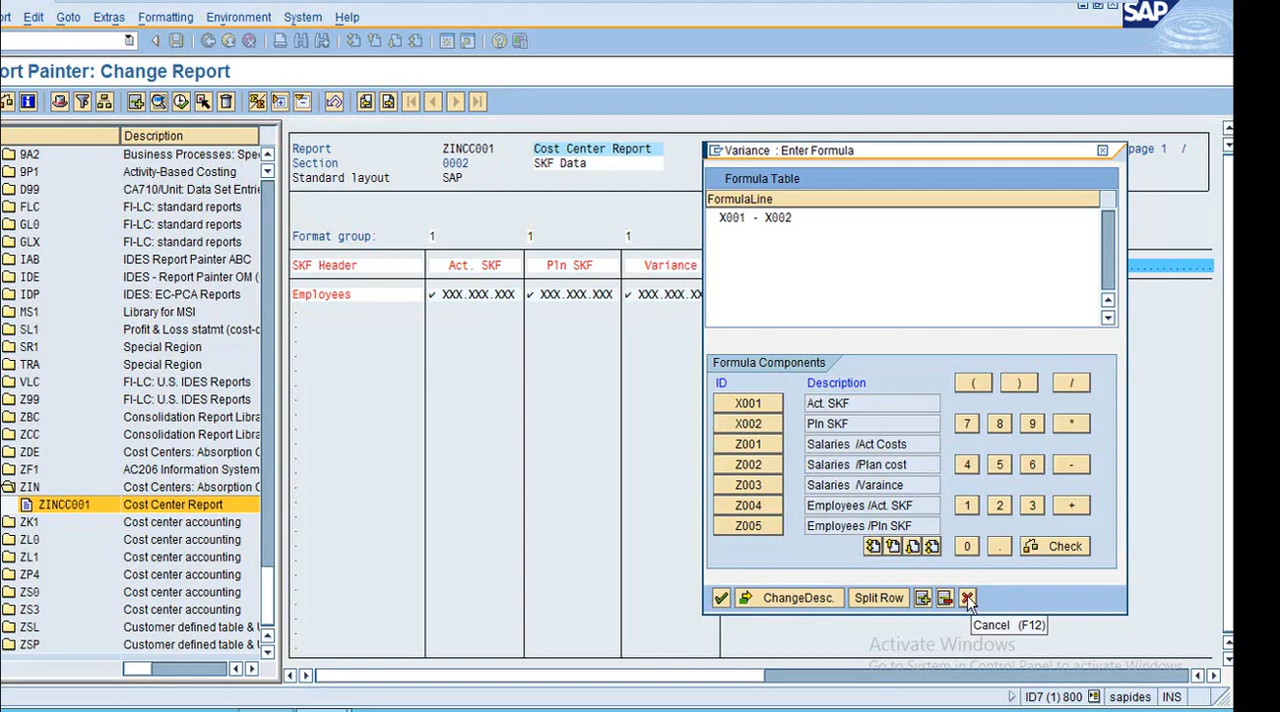 ort Edit Goto Extras Formatting Environment System Help
SAP
ort Painter: Change Report
Description
9A2 Business Processes: Spe
9P1 Activity-Based Costing
D99 CA710/Unit: Data Set Entrie
FLC FI-LC: standard reports
GL0 FI-LC: standard reports
GLX FI-LC: standard reports
IAB IDES Report Painter ABC
IDE IDES - Report Painter OM (
IDP IDES: EC-PCA Reports
MS1 Library for MSI
SL1 Profit & Loss statmt (cost-c
SR1 Special Region
TRA Special Region
VLC FI-LC: U.S. IDES Reports
Z99 FI-LC: U.S. IDES Reports
ZBC Consolidation Report Librar
ZCC Consolidation Report Librar
ZDE Cost Centers: Absorption C
ZF1 AC206 Information System
ZIN Cost Centers: Absorption C
ZINCC001 Cost Center Report
ZK1 Cost center accounting
ZL0 Cost center accounting
ZL1 Cost center accounting
ZP4 Cost center accounting
ZS0 Cost center accounting
ZS3 Cost center accounting
ZSL Customer defined table & U
ZSP Customer defined table & U
Report ZINCC001 Cost Center Report page 1 /
Section 0002 SKF Data
Standard layout SAP
Format group: 1 1 1
SKF Header Act. SKF Pln SKF Variance
Employees ✔ XXX.XXX.XXX ✔ XXX.XXX.XXX ✔ XXX.XXX.XX
Variance : Enter Formula
Formula Table
FormulaLine
X001 - X002
Formula Components
ID Description ( ) /
X001 Act. SKF
X002 Pln SKF 7 8 9 *
Z001 Salaries /Act Costs
Z002 Salaries /Plan cost 4 5 6 -
Z003 Salaries /Varaince
Z004 Employees /Act. SKF 1 2 3 +
Z005 Employees /Pln SKF
0 . Check
ChangeDesc. Split Row
Cancel (F12)
Activate Windows
Go to System in Control Panel to activate Windows.
ID7 (1) 800 sapides INS